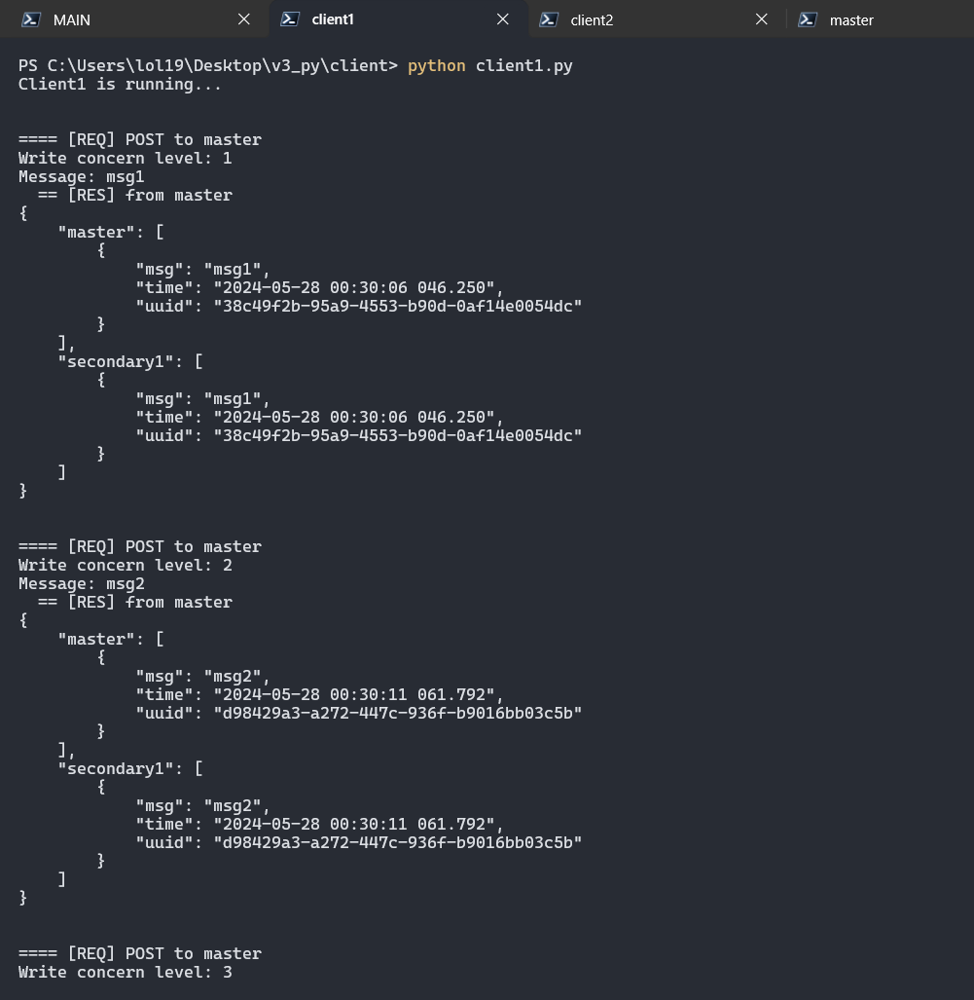 MAIN
client1
client2
master
PS C:\Users\lol19\Desktop\v3_py\client> python client1.py
Client1 is running...
==== [REQ] POST to master
Write concern level: 1
Message: msg1
  == [RES] from master
{
    "master": [
        {
            "msg": "msg1",
            "time": "2024-05-28 00:30:06 046.250",
            "uuid": "38c49f2b-95a9-4553-b90d-0af14e0054dc"
        }
    ],
    "secondary1": [
        {
            "msg": "msg1",
            "time": "2024-05-28 00:30:06 046.250",
            "uuid": "38c49f2b-95a9-4553-b90d-0af14e0054dc"
        }
    ]
}
==== [REQ] POST to master
Write concern level: 2
Message: msg2
  == [RES] from master
{
    "master": [
        {
            "msg": "msg2",
            "time": "2024-05-28 00:30:11 061.792",
            "uuid": "d98429a3-a272-447c-936f-b9016bb03c5b"
        }
    ],
    "secondary1": [
        {
            "msg": "msg2",
            "time": "2024-05-28 00:30:11 061.792",
            "uuid": "d98429a3-a272-447c-936f-b9016bb03c5b"
        }
    ]
}
==== [REQ] POST to master
Write concern level: 3